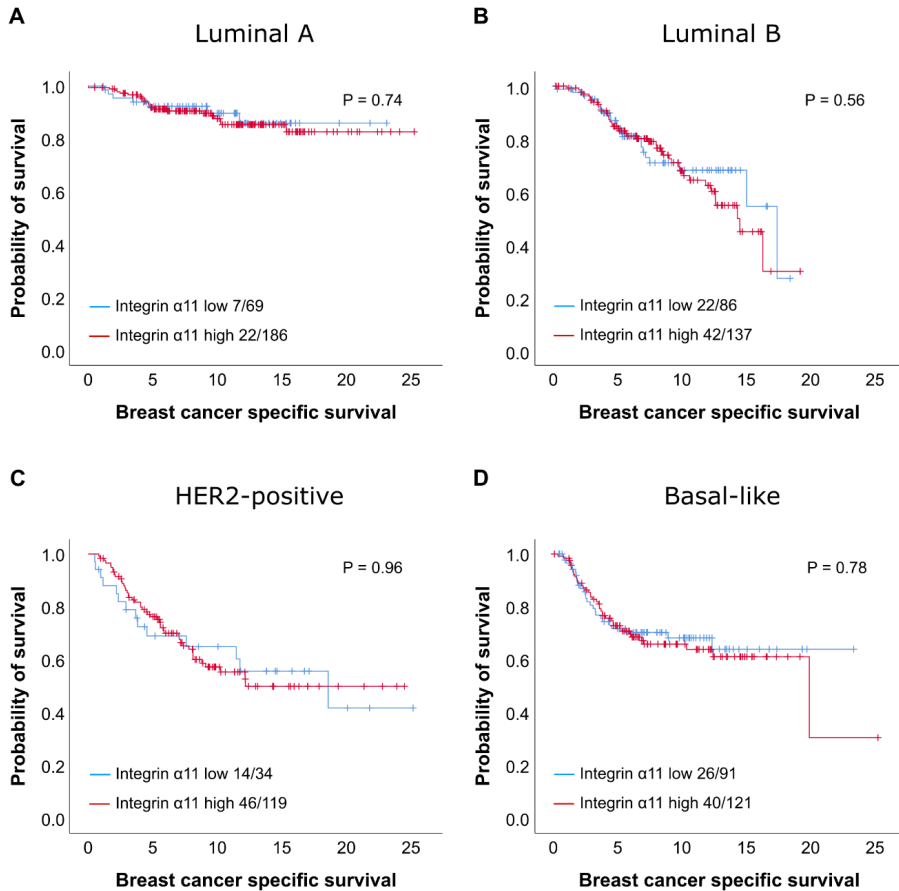 A
Luminal A
Probability of survival
1.0
0.8
0.6
0.4
0.2
0.0
P = 0.74
Integrin α11 low 7/69
Integrin α11 high 22/186
0 5 10 15 20 25
Breast cancer specific survival
B
Luminal B
Probability of survival
1.0
0.8
0.6
0.4
0.2
0.0
P = 0.56
Integrin α11 low 22/86
Integrin α11 high 42/137
0 5 10 15 20 25
Breast cancer specific survival
C
HER2-positive
Probability of survival
1.0
0.8
0.6
0.4
0.2
0.0
P = 0.96
Integrin α11 low 14/34
Integrin α11 high 46/119
0 5 10 15 20 25
Breast cancer specific survival
D
Basal-like
Probability of survival
1.0
0.8
0.6
0.4
0.2
0.0
P = 0.78
Integrin α11 low 26/91
Integrin α11 high 40/121
0 5 10 15 20 25
Breast cancer specific survival